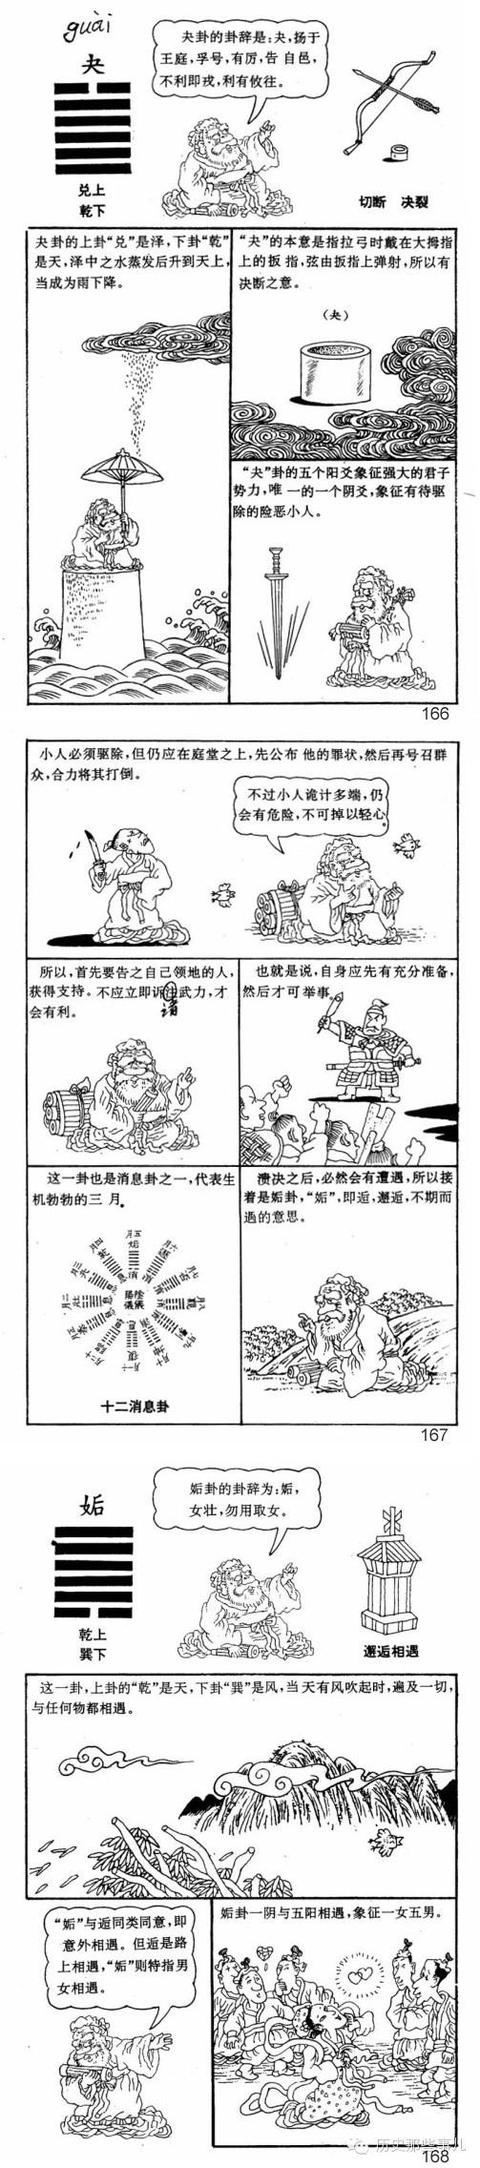 guài
夬
兑上
乾下
夬卦的卦辞是：夬，扬于
王庭，孚号，有厉，告 自邑，
不利即戎，利有攸往。
切断 决裂
夬卦的上卦“兑”是泽，下卦“乾”
是天，泽中之水蒸发后升到天上，
当成为雨下降。
“夬”的本意是指拉弓时戴在大拇指
上的扳 指，弦由扳指上弹射，所以有
决断之意。
（夬）
“夬”卦的五个阳爻象征强大的君子
势力，唯 一的一个阴爻，象征有待驱
除的险恶小人。
166
小人必须驱除，但仍应在庭堂之上，先公布 他的罪状，然后再号召群
众，合力将其打倒。
不过小人诡计多端，仍
会有危险，不可掉以轻心。
所以，首先要告之自己领地的人，
获得支持。不应立即诉注武力，才
诸
会有利。
也就是说，自身应先有充分准备，
然后才可举事。
这一卦也是消息卦之一，代表生
机勃勃的三 月。
十二消息卦
溃决之后，必然会有遭遇，所以接
着是姤卦，“姤”，即逅，邂逅，不期而
遇的意思。
167
姤
乾上
巽下
姤卦的卦辞为：姤，
女壮，勿用取女。
邂逅相遇
这一卦，上卦的“乾”是天，下卦“巽”是风，当 天有风吹起时，遍及一切，
与任何物都相遇。
“姤”与逅同类同意，即
意外相遇。但逅是路
上相遇，“姤”则特指男
女相遇。
姤卦一阴与五阳相遇，象征一女五男。
历史那些事儿
168